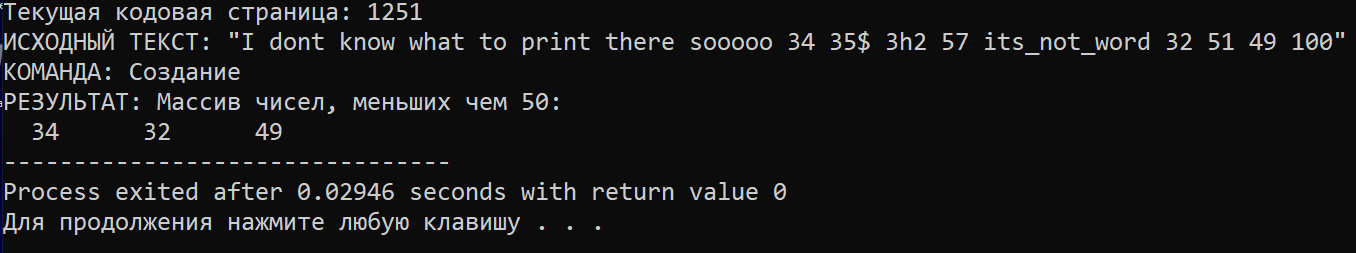 Текущая кодовая страница: 1251
ИСХОДНЫЙ ТЕКСТ: "I dont know what to print there sooooo 34 35$ 3h2 57 its_not_word 32 51 49 100"
КОМАНДА: Создание
РЕЗУЛЬТАТ: Массив чисел, меньших чем 50:
34 32 49
--------------------------------
Process exited after 0.02946 seconds with return value 0
Для продолжения нажмите любую клавишу . . .